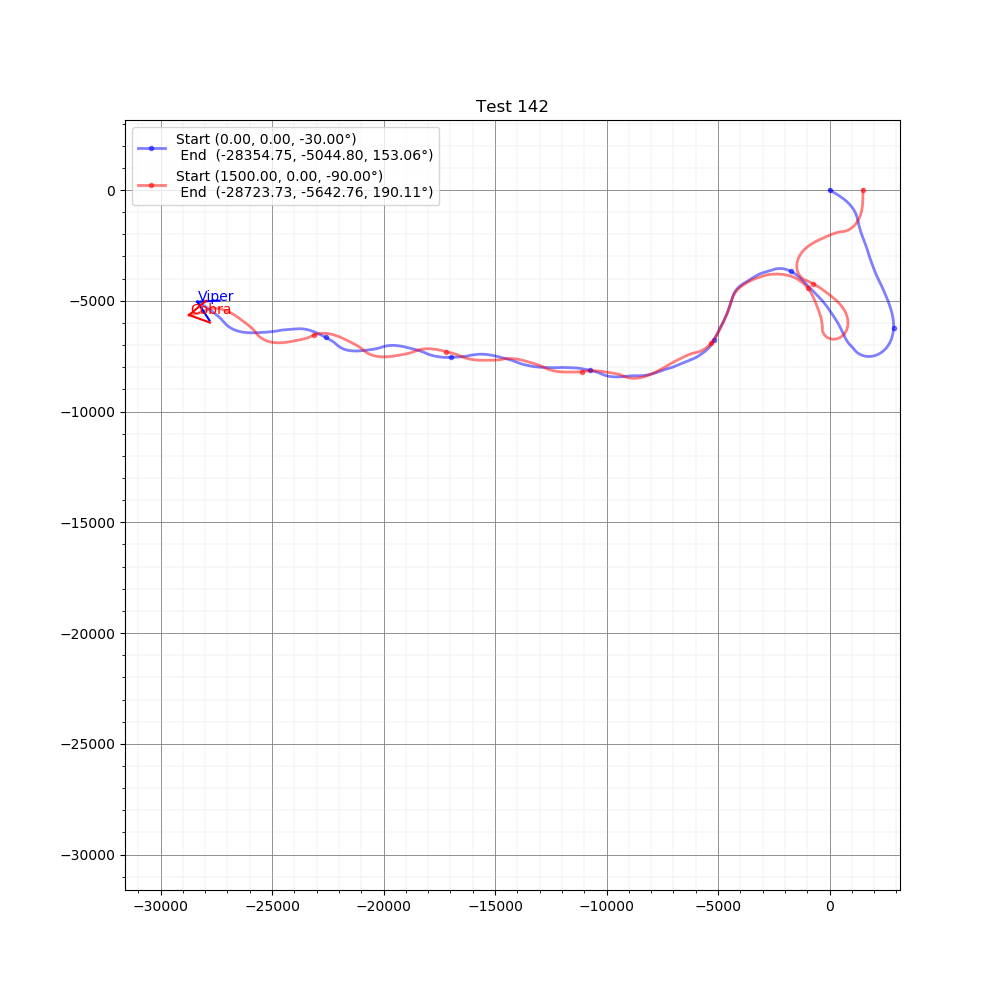 Test 142
Start (0.00, 0.00, -30.00°)
End  (-28354.75, -5044.80, 153.06°)
Start (1500.00, 0.00, -90.00°)
End  (-28723.73, -5642.76, 190.11°)
0
Viper
Cobra
−5000
−10000
−15000
−20000
−25000
−30000
−30000 −25000 −20000 −15000 −10000 −5000 0